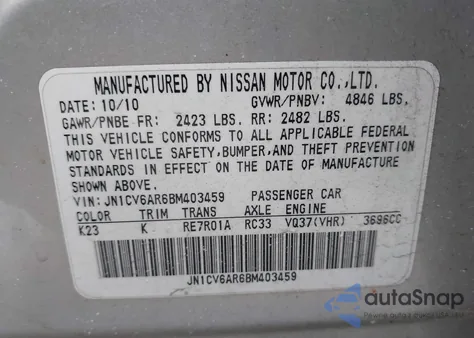 MANUFACTURED BY NISSAN MOTOR CO.,LTD.
DATE: 10/10 GVWR/PNBV: 4846 LBS.
GAWR/PNBE FR: 2423 LBS. RR: 2482 LBS.
THIS VEHICLE CONFORMS TO ALL APPLICABLE FEDERAL
MOTOR VEHICLE SAFETY, BUMPER, AND THEFT PREVENTION
STANDARDS IN EFFECT ON THE DATE OF MANUFACTURE
SHOWN ABOVE.
VIN: JN1CV6AR6BM403459 PASSENGER CAR
COLOR TRIM TRANS AXLE ENGINE
K23 K RE7R01A RC33 VQ37(VHR) 3696CC
JN1CV6AR6BM403459
autoSnap